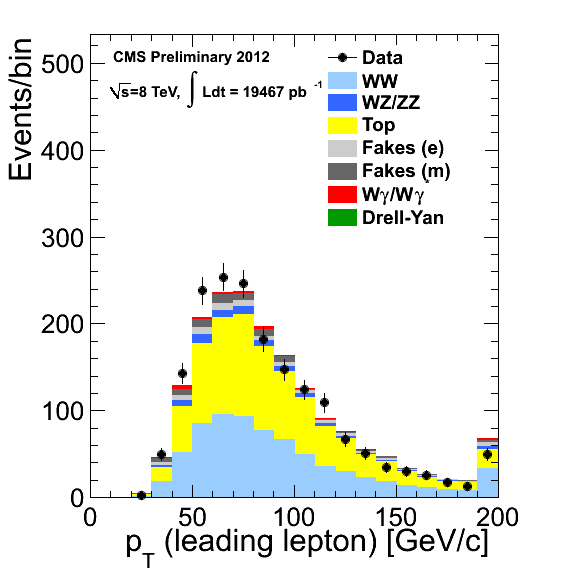 Events/bin
500
400
300
200
100
0
CMS Preliminary 2012
√s=8 TeV, ∫ Ldt = 19467 pb⁻¹
Data
WW
WZ/ZZ
Top
Fakes (e)
Fakes (m)
Wγ/Wγ*
Drell-Yan
0 50 100 150 200
p_T (leading lepton) [GeV/c]